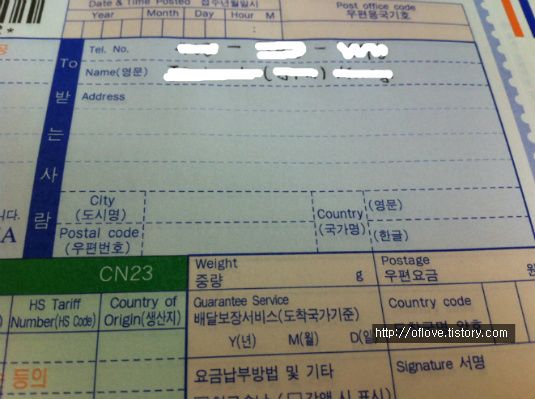 Date & Time Posted 접수년월일시
Year Month Day Hour M
Post office code
우편용국기호
To 받는사람
Tel. No.
Name(영문)
Address
City
(도시명)
Postal code
(우편번호)
Country
(국가명)
(영문)
(한글)
CN23
HS Tariff
Number(HS Code)
Country of
Origin(생산지)
Weight
중량 g
Postage
우편요금 원
Guarantee Service
배달보장서비스(도착국가기준)
Y(년) M(월) D(일
Country code
http://oflove.tistory.com
요금납부방법 및 기타
Signature 서명
등의